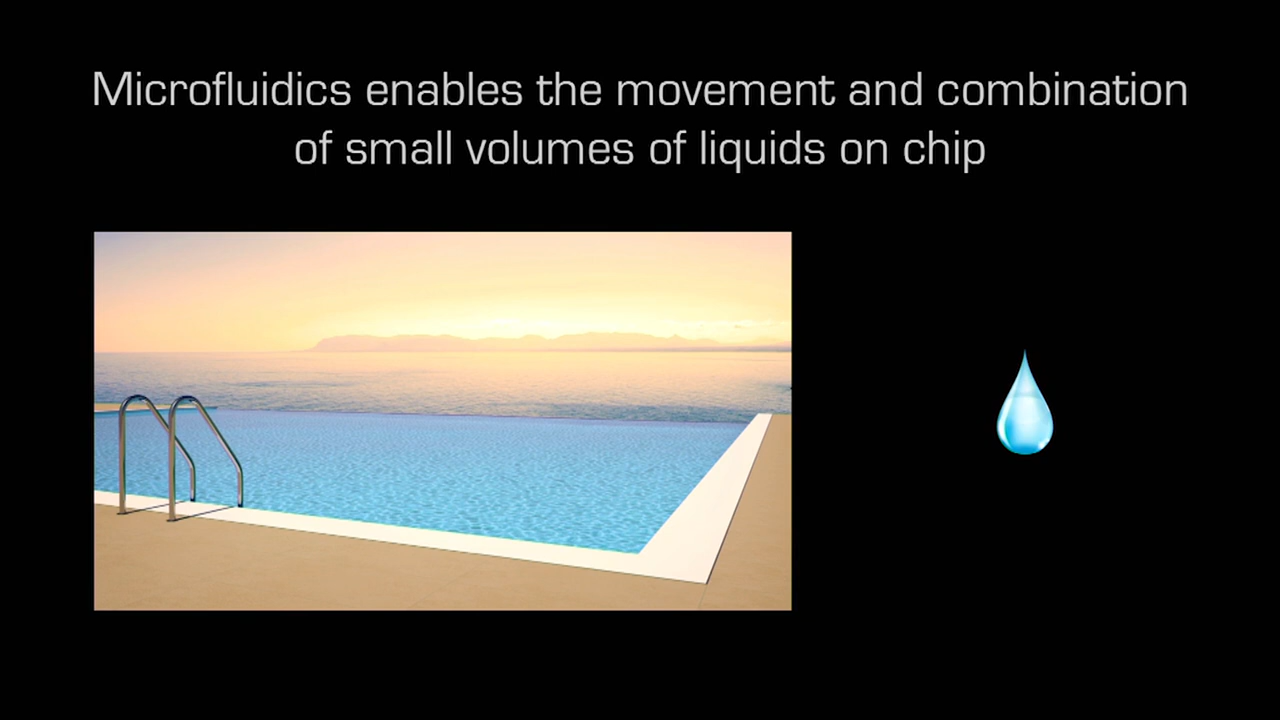 Microfluidics enables the movement and combination
of small volumes of liquids on chip